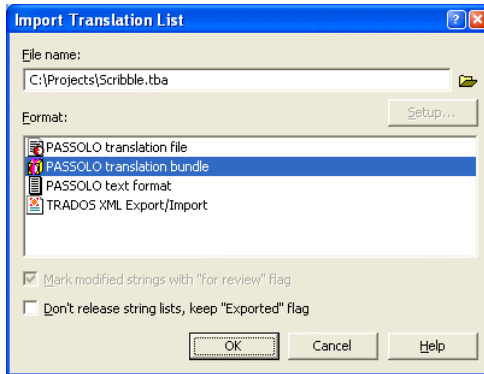 Import Translation List
File name:
C:\Projects\Scribble.tba
Setup...
Format:
PASSOLO translation file
PASSOLO translation bundle
PASSOLO text format
TRADOS XML Export/Import
Mark modified strings with "for review" flag
Don't release string lists, keep "Exported" flag
OK Cancel Help